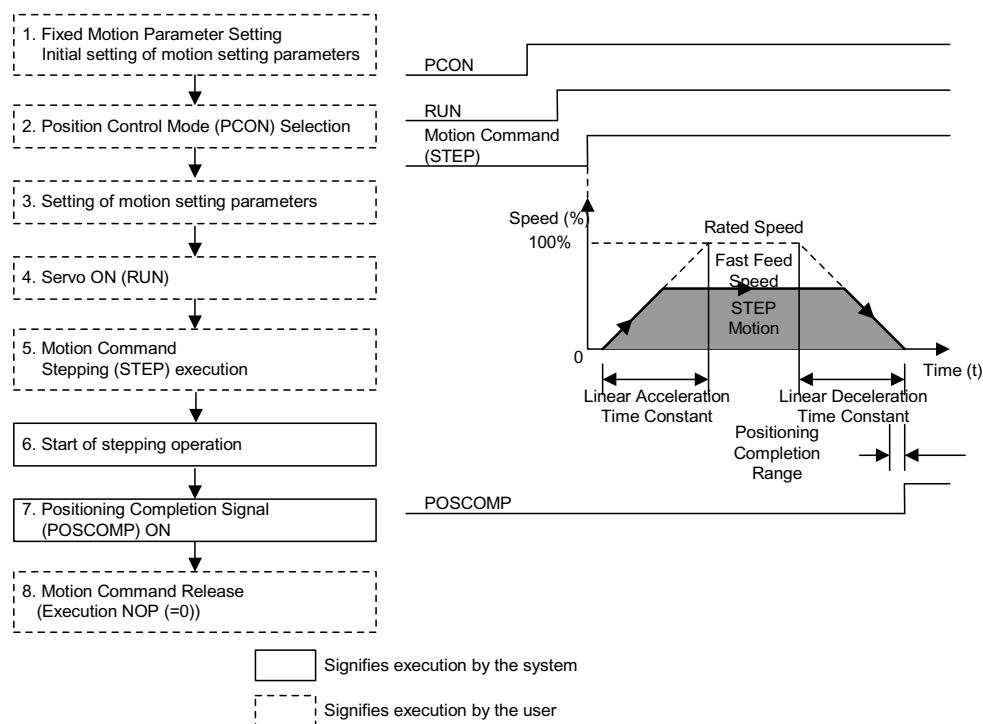 1. Fixed Motion Parameter Setting
Initial setting of motion setting parameters
2. Position Control Mode (PCON) Selection
3. Setting of motion setting parameters
4. Servo ON (RUN)
5. Motion Command
Stepping (STEP) execution
6. Start of stepping operation
7. Positioning Completion Signal
(POSCOMP) ON
8. Motion Command Release
(Execution NOP (=0))
PCON
RUN
Motion Command
(STEP)
Speed (%)
100%
Rated Speed
Fast Feed
Speed
STEP
Motion
0
Time (t)
Linear Acceleration
Time Constant
Linear Deceleration
Time Constant
Positioning
Completion
Range
POSCOMP
Signifies execution by the system
Signifies execution by the user